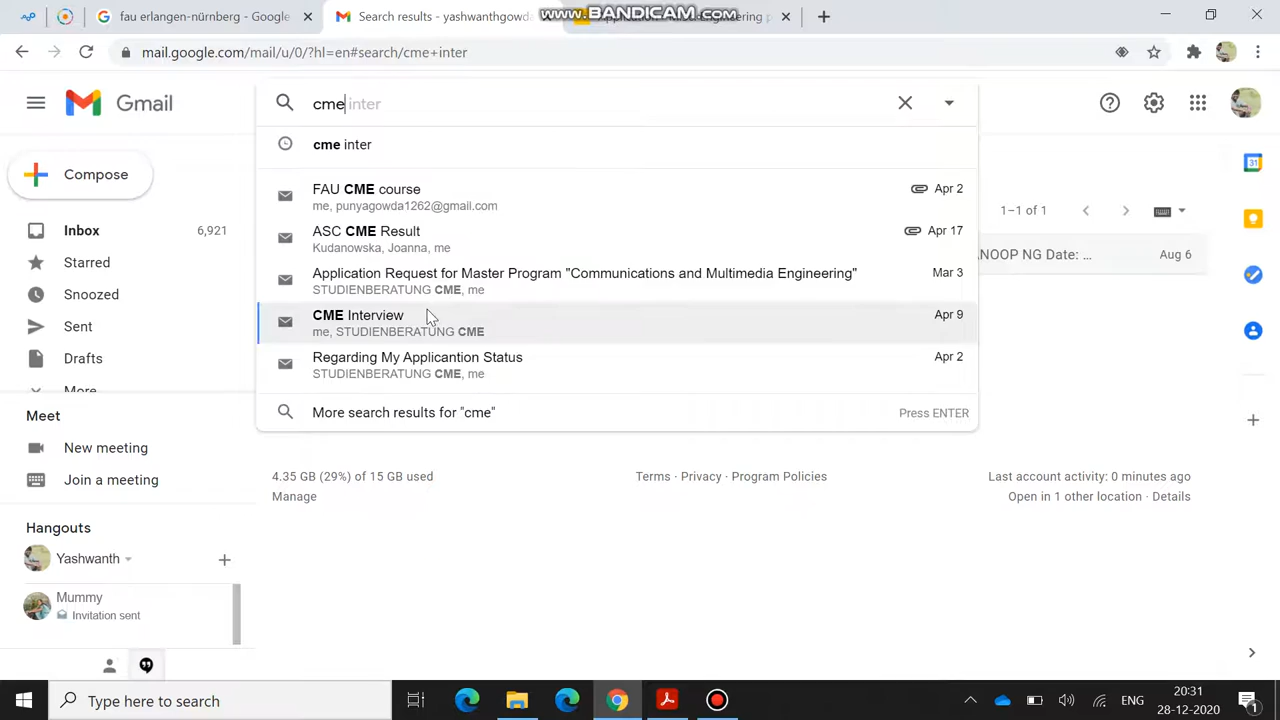 fau erlangen-nürnberg - Google
Search results - yashwanthgowd
www.BANDICAM.com
mail.google.com/mail/u/0/?hl=en#search/cme+inter
Gmail
cme inter
cme inter
Compose
FAU CME course
Apr 2
me, punyagowda1262@gmail.com
Inbox 6,921
ASC CME Result
Apr 17
Kudanowska, Joanna, me
1–1 of 1
Starred
Application Request for Master Program "Communications and Multimedia Engineering"
Mar 3
STUDIENBERATUNG CME, me
ANOOP NG Date: ... Aug 6
Snoozed
CME Interview
Apr 9
me, STUDIENBERATUNG CME
Sent
Regarding My Applicantion Status
Apr 2
STUDIENBERATUNG CME, me
Drafts
More
More search results for "cme"
Press ENTER
Meet
New meeting
Join a meeting
4.35 GB (29%) of 15 GB used
Manage
Terms · Privacy · Program Policies
Last account activity: 0 minutes ago
Open in 1 other location · Details
Hangouts
Yashwanth
Mummy
Invitation sent
Type here to search
ENG
20:31
28-12-2020
1